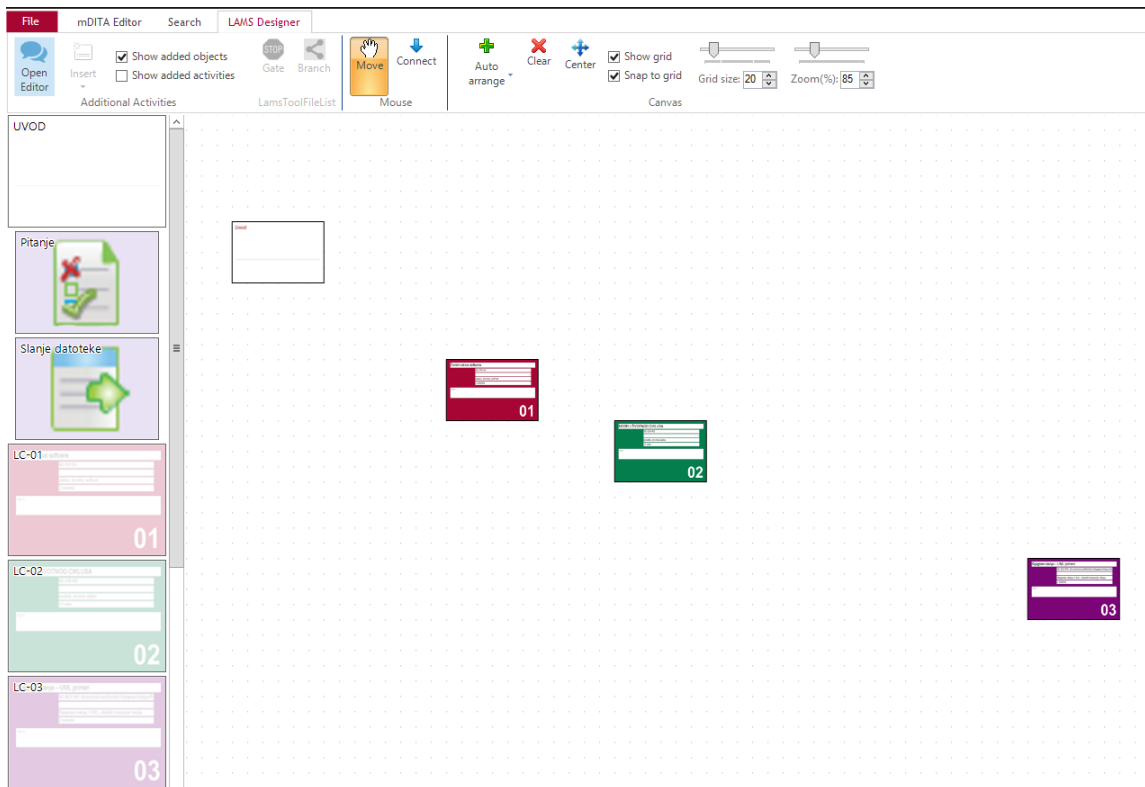 File mDITA Editor Search LAMS Designer
Open Editor
Insert
Show added objects
Show added activities
Additional Activities
STOP
Gate
Branch
LamsToolFileList
Move
Connect
Mouse
Auto arrange
Clear
Center
Show grid
Snap to grid
Grid size: 20
Zoom(%): 85
Canvas
UVOD
Pitanje
Slanje datoteke
LC-01
01
LC-02
02
LC-03
03
Uvod
01
02
03